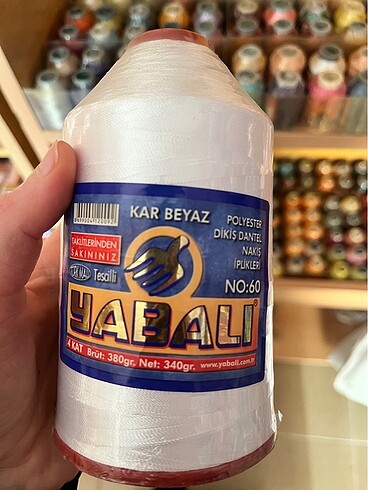 KAR BEYAZ
POLYESTER
DİKİŞ DANTEL
NAKIŞ
İPLİKLERİ
NO:60
TAKLİTLERİNDEN
SAKININIZ
Tescilli
YABALI
4 KAT Brüt: 380gr. Net: 340gr. www.yabali.com.tr